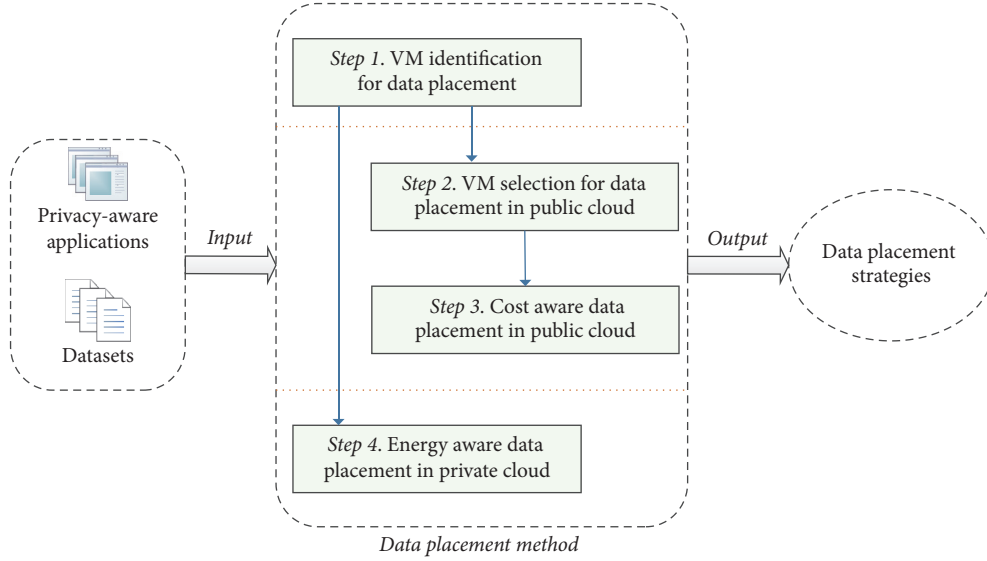 Privacy-aware
applications
Datasets
Input
Step 1. VM identification
for data placement
Step 2. VM selection for data
placement in public cloud
Step 3. Cost aware data
placement in public cloud
Step 4. Energy aware data
placement in private cloud
Data placement method
Output
Data placement
strategies